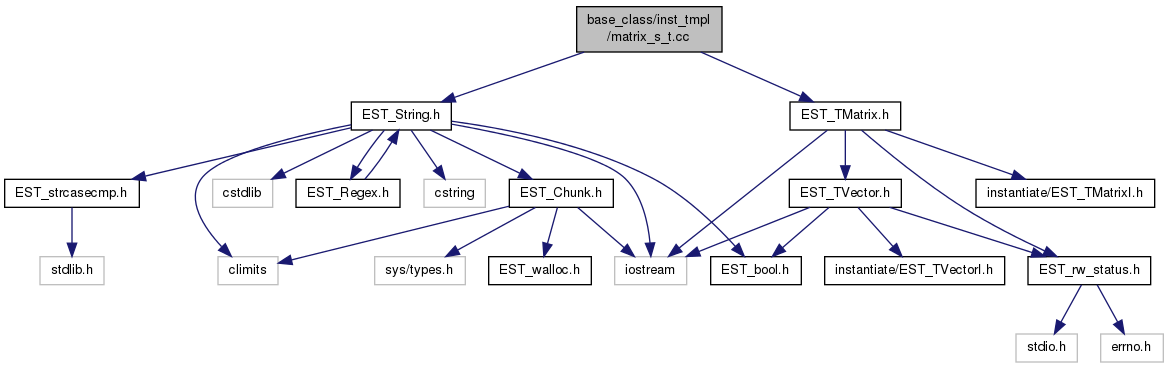 base_class/inst_tmpl
/matrix_s_t.cc
EST_String.h
EST_TMatrix.h
EST_strcasecmp.h
cstdlib
EST_Regex.h
cstring
EST_Chunk.h
EST_TVector.h
instantiate/EST_TMatrixI.h
stdlib.h
climits
sys/types.h
EST_walloc.h
iostream
EST_bool.h
instantiate/EST_TVectorI.h
EST_rw_status.h
stdio.h
errno.h